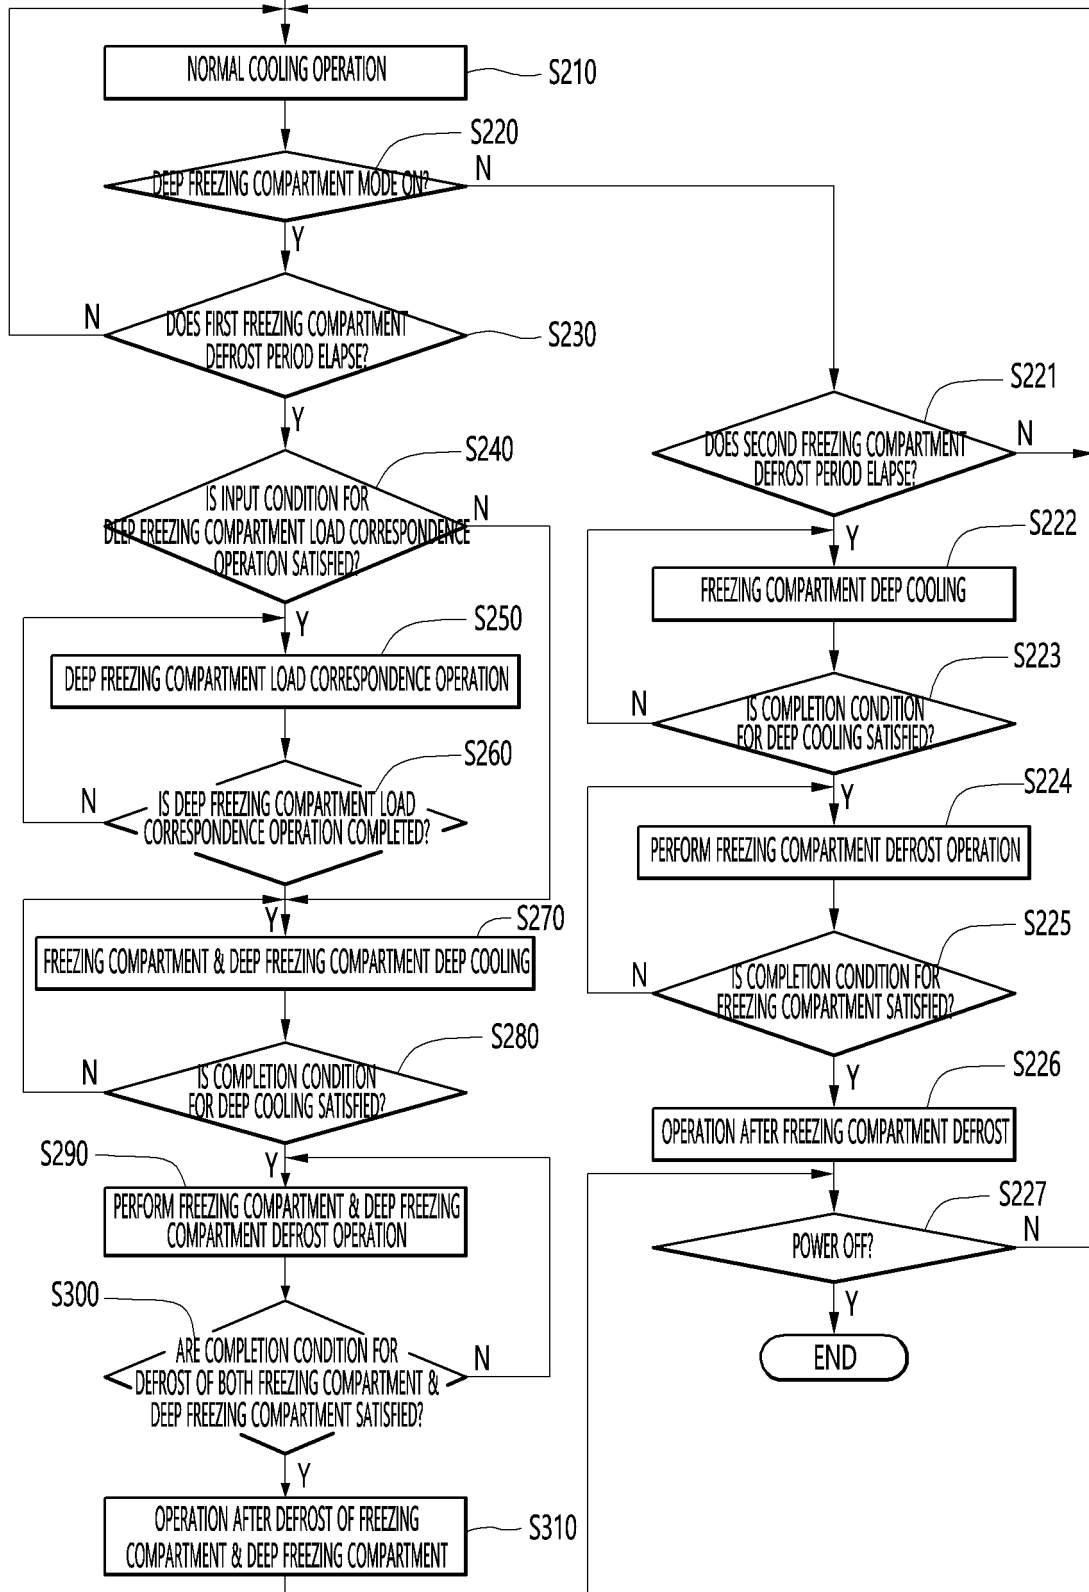 NORMAL COOLING OPERATION
S210
S220
DEEP FREEZING COMPARTMENT MODE ON?
N
Y
N
DOES FIRST FREEZING COMPARTMENT
DEFROST PERIOD ELAPSE?
S230
Y
S240
IS INPUT CONDITION FOR
DEEP FREEZING COMPARTMENT LOAD CORRESPONDENCE
OPERATION SATISFIED?
N
Y
S250
DEEP FREEZING COMPARTMENT LOAD CORRESPONDENCE OPERATION
S260
N
IS DEEP FREEZING COMPARTMENT LOAD
CORRESPONDENCE OPERATION COMPLETED?
Y
S270
FREEZING COMPARTMENT & DEEP FREEZING COMPARTMENT DEEP COOLING
S280
N
IS COMPLETION CONDITION
FOR DEEP COOLING SATISFIED?
S290
Y
PERFORM FREEZING COMPARTMENT & DEEP FREEZING
COMPARTMENT DEFROST OPERATION
S300
ARE COMPLETION CONDITION FOR
DEFROST OF BOTH FREEZING COMPARTMENT &
DEEP FREEZING COMPARTMENT SATISFIED?
N
Y
OPERATION AFTER DEFROST OF FREEZING
COMPARTMENT & DEEP FREEZING COMPARTMENT
S310
S221
DOES SECOND FREEZING COMPARTMENT
DEFROST PERIOD ELAPSE?
N
Y
S222
FREEZING COMPARTMENT DEEP COOLING
S223
N
IS COMPLETION CONDITION
FOR DEEP COOLING SATISFIED?
Y
S224
PERFORM FREEZING COMPARTMENT DEFROST OPERATION
S225
N
IS COMPLETION CONDITION FOR
FREEZING COMPARTMENT SATISFIED?
Y
S226
OPERATION AFTER FREEZING COMPARTMENT DEFROST
S227
POWER OFF?
N
Y
END